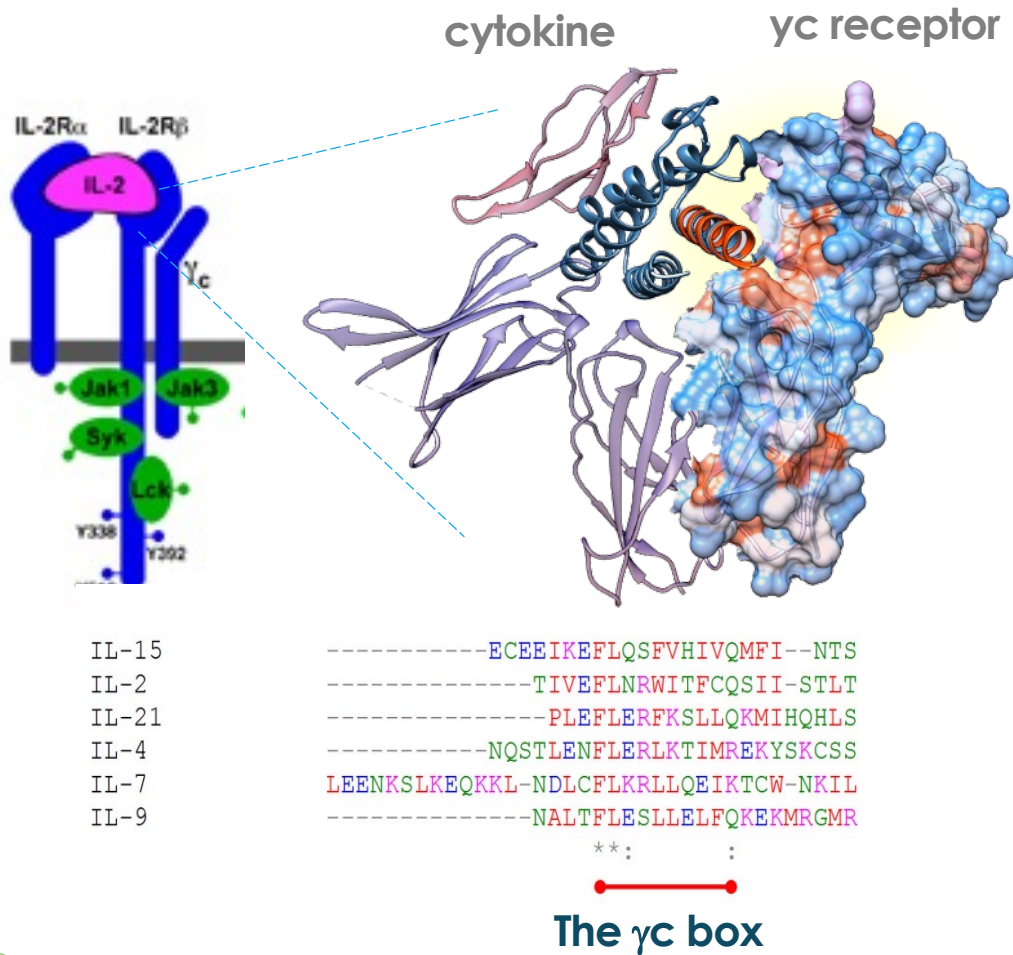 cytokine
γc receptor
IL-2Rα
IL-2Rβ
IL-2
γc
Jak1
Jak3
Syk
Lck
Y338
Y392
IL-15 -----------ECEEIKEFLQSFVHIVQMFI--NTS
IL-2 --------------TIVEFLNRWITFCQSII-STLT
IL-21 ---------------PLEFLERFKSLLQKMIHQHLS
IL-4 -----------NQSTLENFLERLKTIMREKYSKCSS
IL-7 LEENKSLKEQKKL-NDLCFLKRLLQEIKTCW-NKIL
IL-9 --------------NALTFLESLLELFQKEKMRGMR
**: :
The γc box